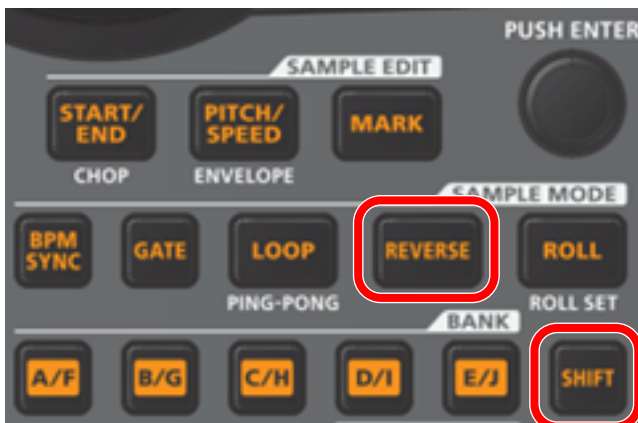 PUSH ENTER
SAMPLE EDIT
START/
END
PITCH/
SPEED
MARK
CHOP
ENVELOPE
SAMPLE MODE
BPM
SYNC
GATE
LOOP
REVERSE
ROLL
PING-PONG
ROLL SET
BANK
A/F
B/G
C/H
D/I
E/J
SHIFT